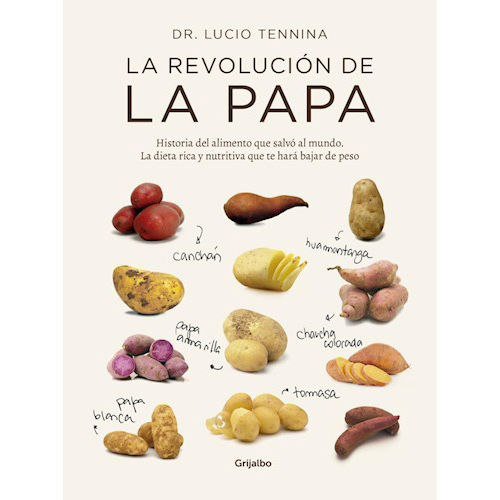 DR. LUCIO TENNINA
LA REVOLUCIÓN DE
LA PAPA
Historia del alimento que salvó al mundo.
La dieta rica y nutritiva que te hará bajar de peso
canchán
huamantanga
papa
amarilla
chaucha
colorada
papa
blanca
tomasa
Grijalbo